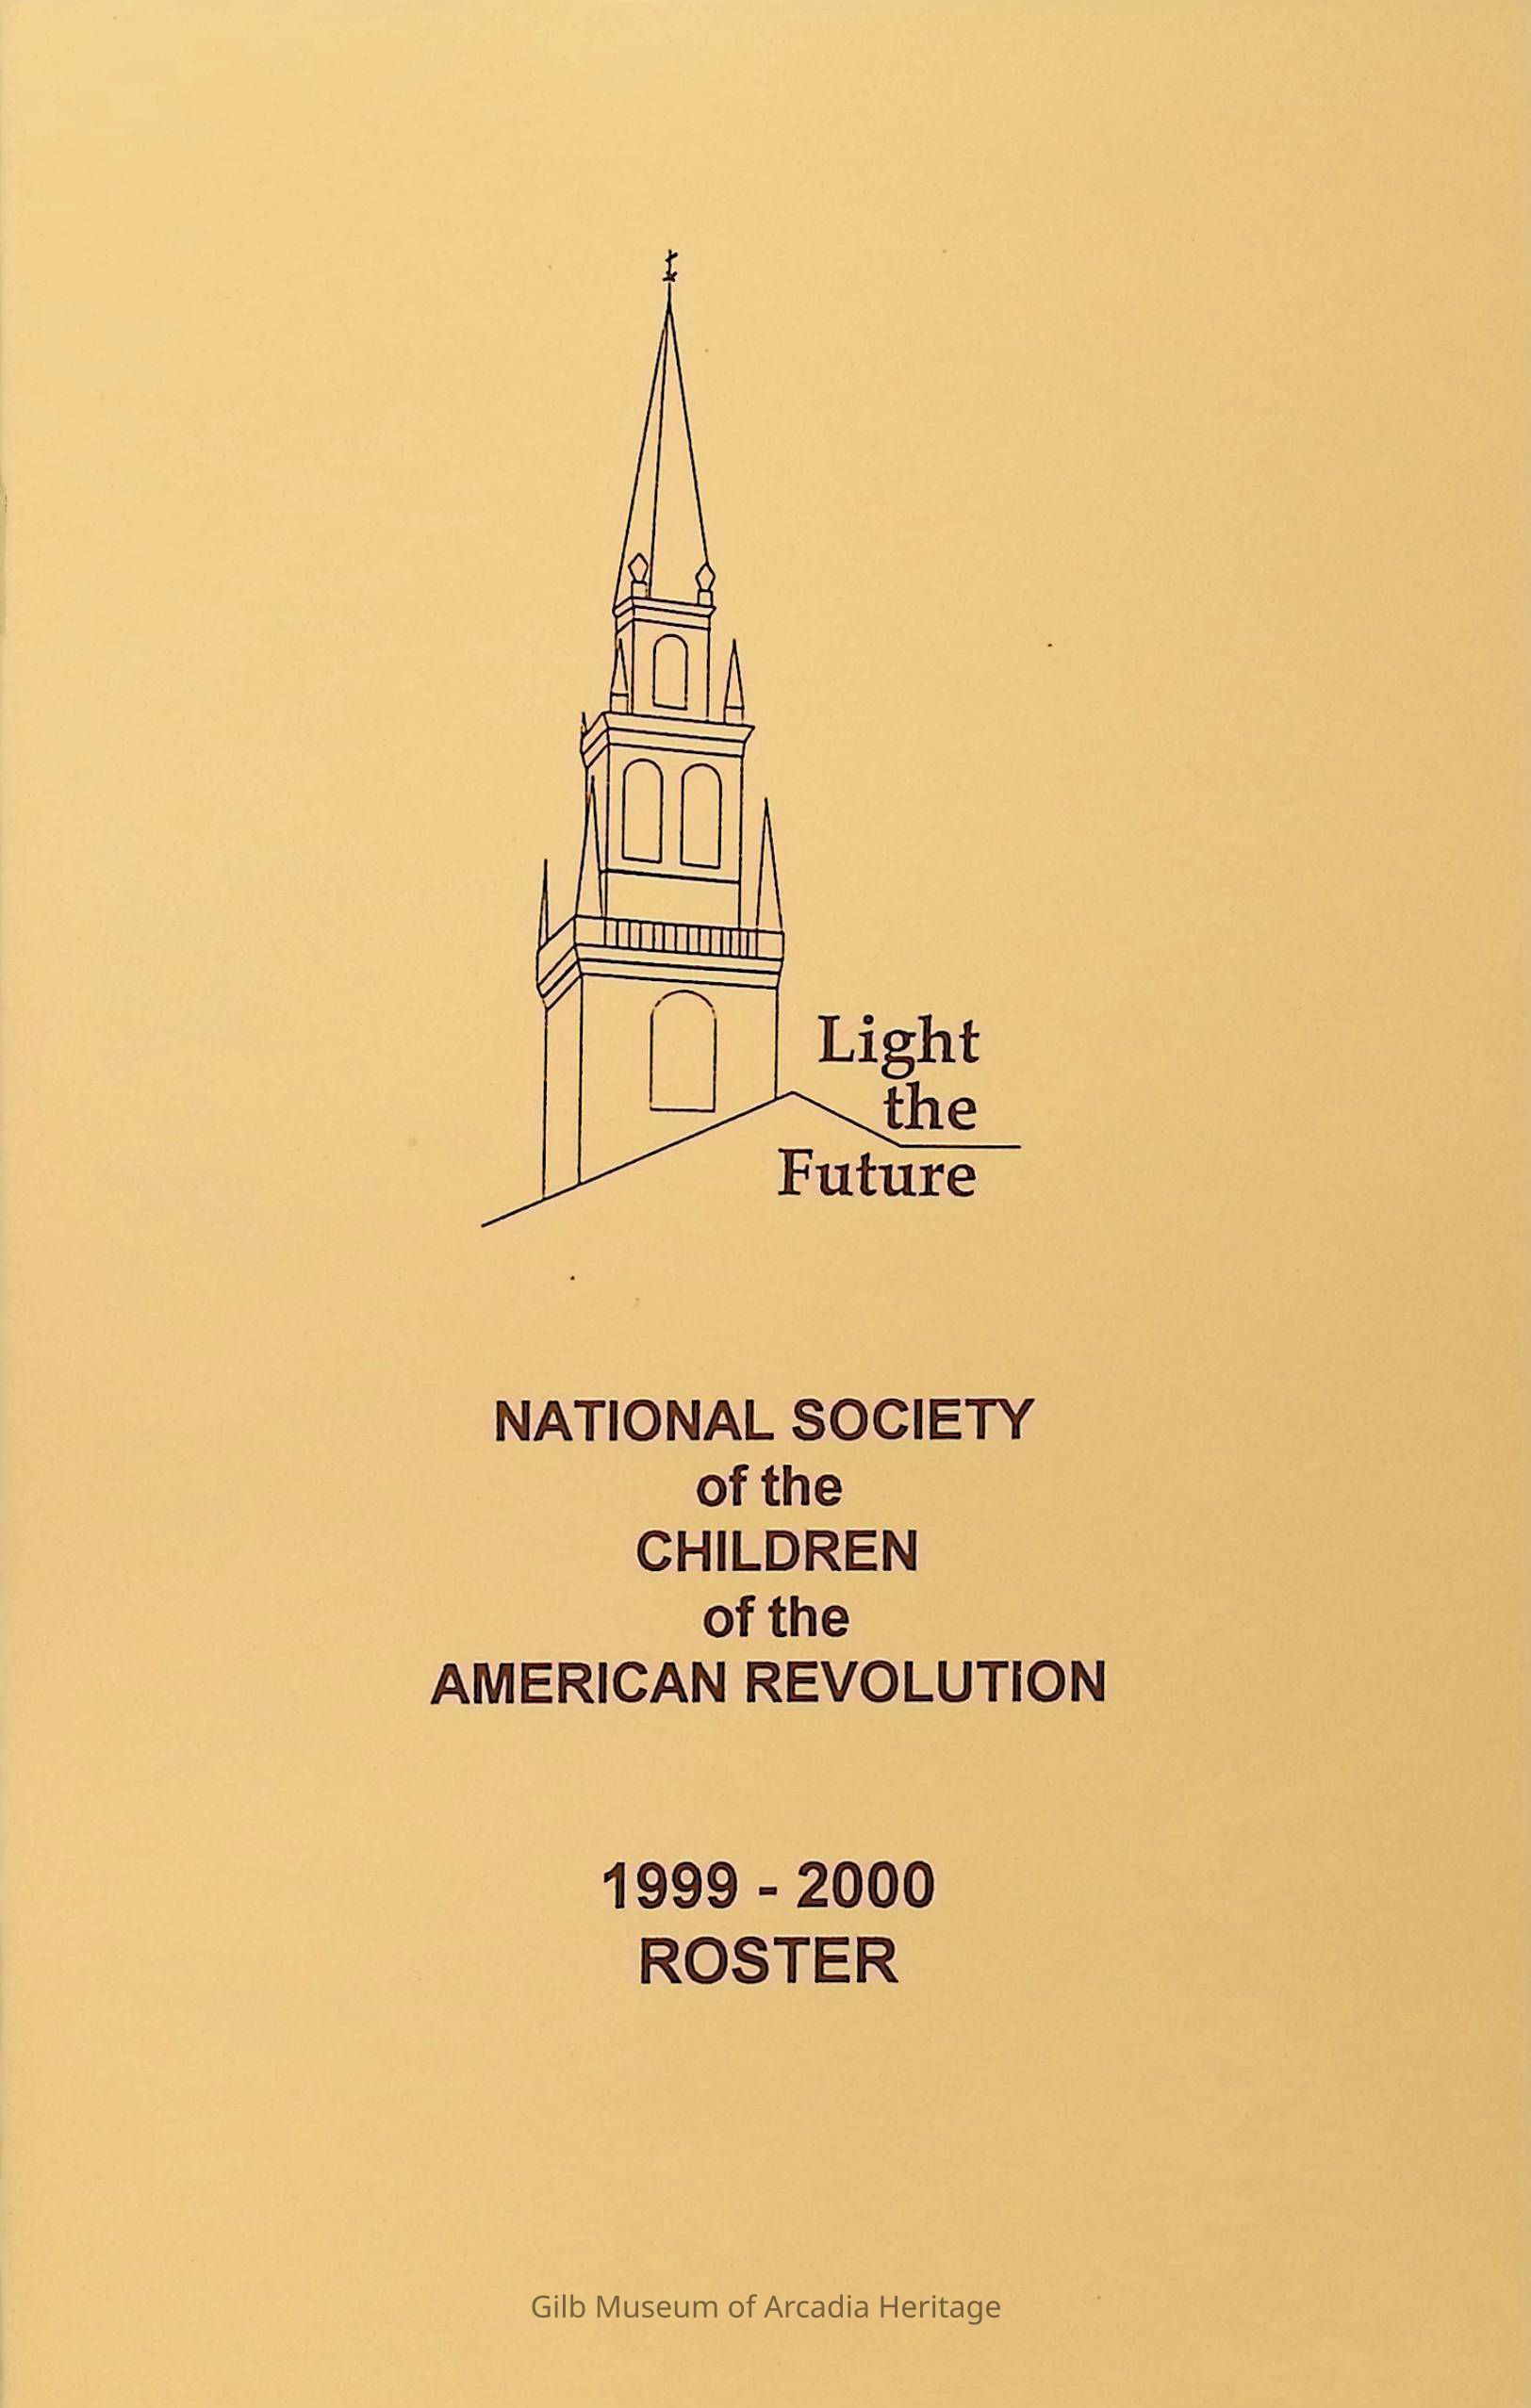 Light
the
Future
NATIONAL SOCIETY
of the
CHILDREN
of the
AMERICAN REVOLUTION
1999 - 2000
ROSTER
Gilb Museum of Arcadia Heritage